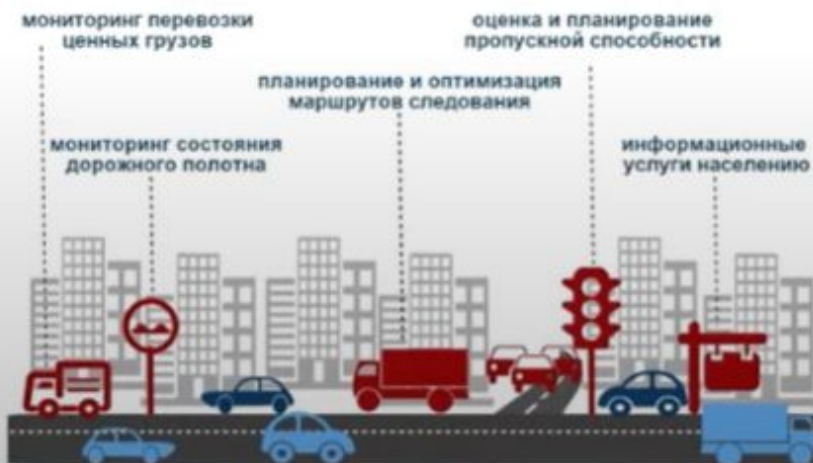 мониторинг перевозки
ценных грузов
оценка и планирование
пропускной способности
планирование и оптимизация
маршрутов следования
мониторинг состояния
дорожного полотна
информационные
услуги населению